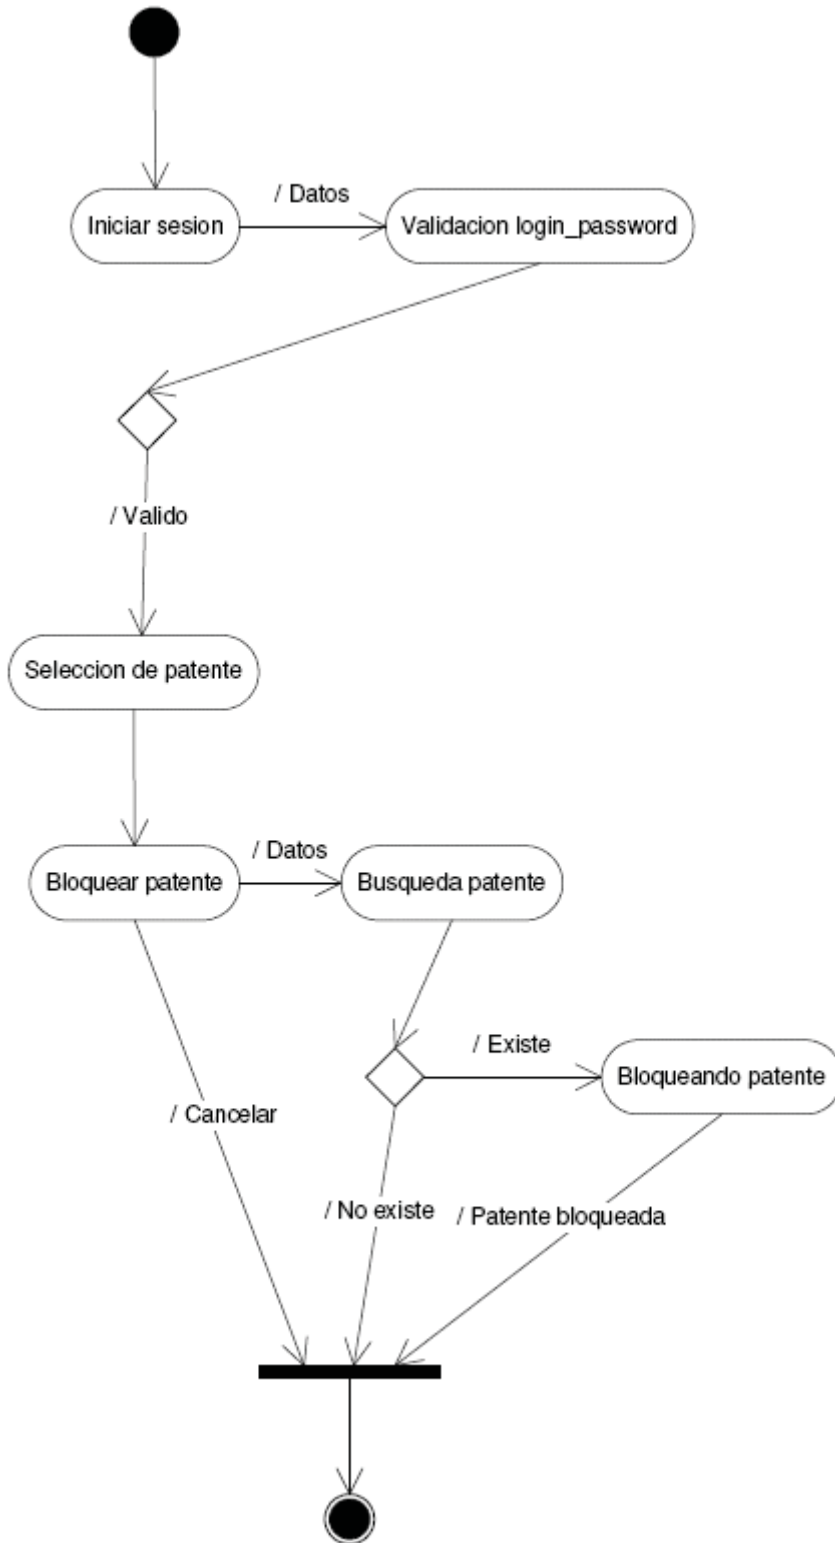 / Datos
Iniciar sesion
Validacion login_password
/ Valido
Seleccion de patente
/ Datos
Bloquear patente
Busqueda patente
/ Existe
Bloqueando patente
/ Cancelar
/ No existe
/ Patente bloqueada